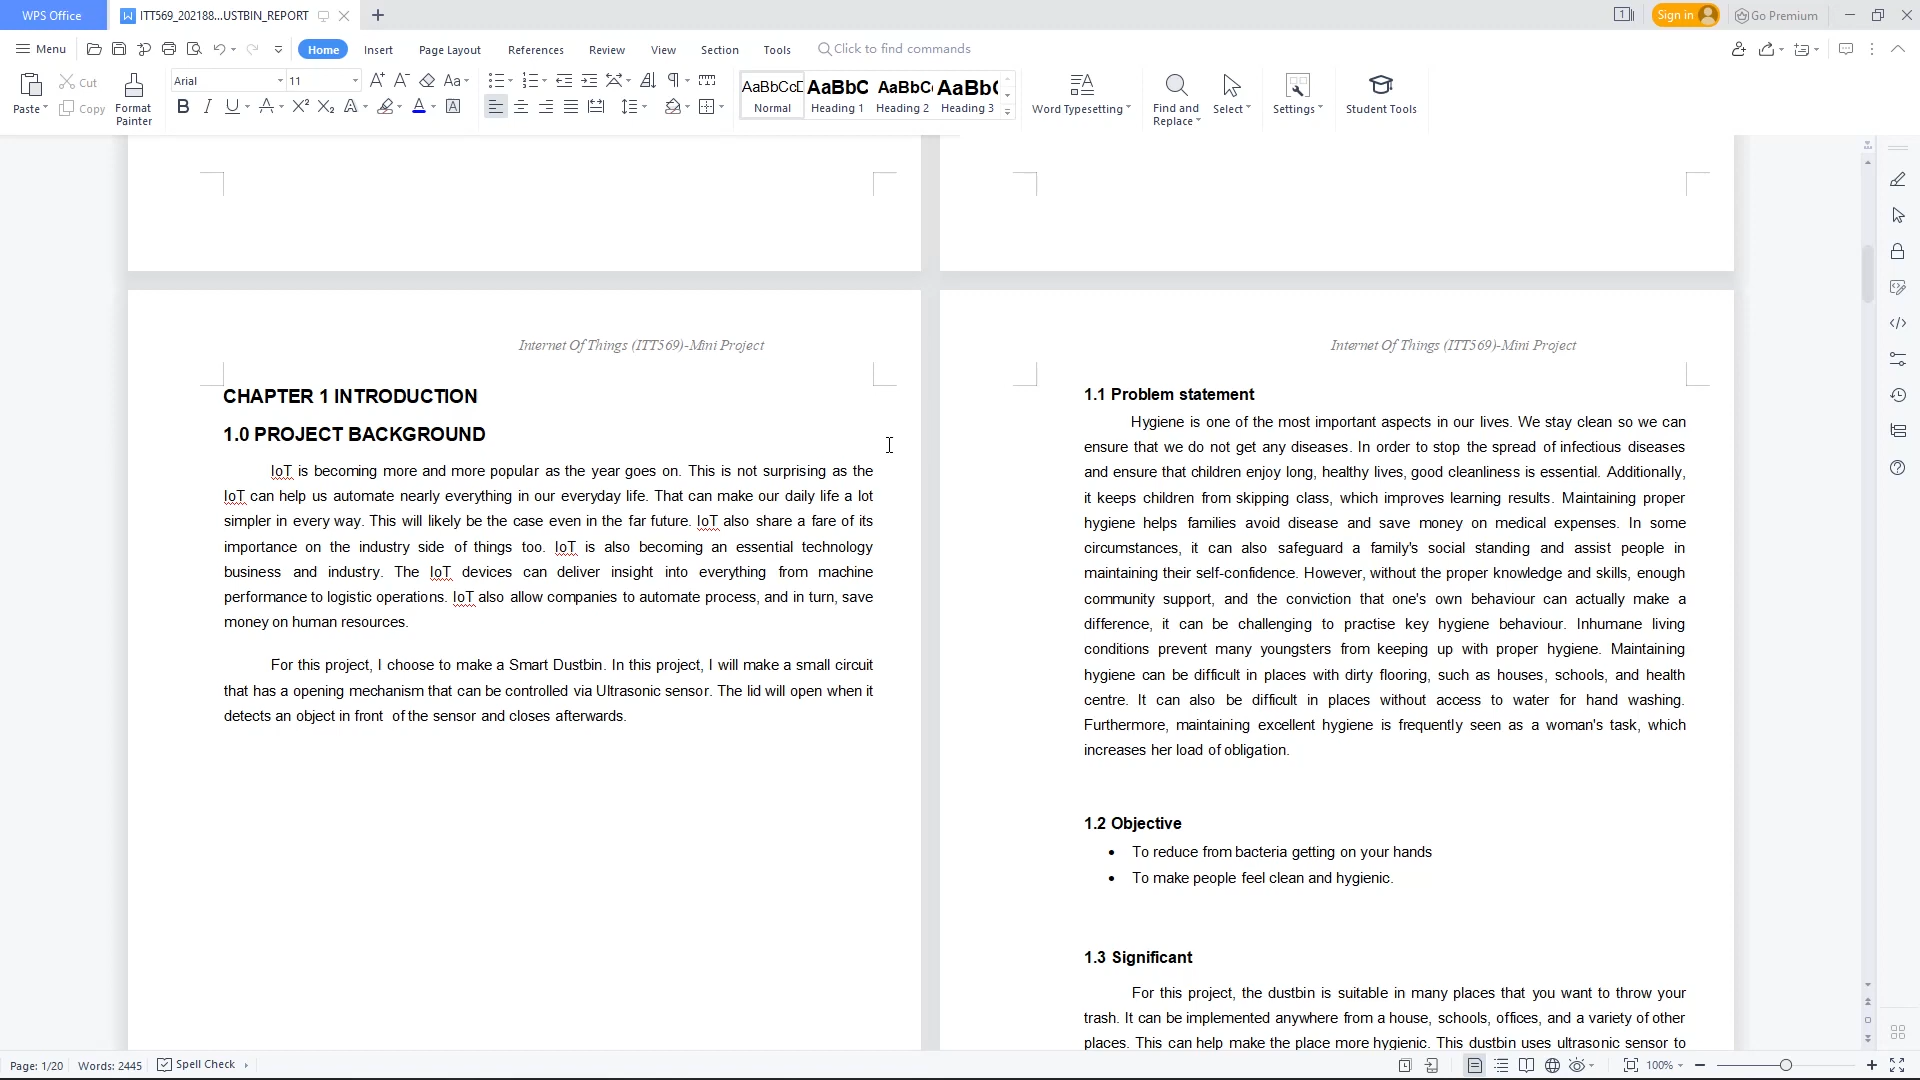 WPS Office
ITT569_202188...USTBIN_REPORT
Sign in
Go Premium
Menu
Home
Insert
Page Layout
References
Review
View
Section
Tools
Click to find commands
Paste
Cut
Copy
Format Painter
Arial
11
AaBbCcD
AaBbC
AaBbC
AaBb(
Normal
Heading 1
Heading 2
Heading 3
Word Typesetting
Find and Replace
Select
Settings
Student Tools
Internet Of Things (ITT569)-Mini Project
CHAPTER 1 INTRODUCTION
1.0 PROJECT BACKGROUND
IoT is becoming more and more popular as the year goes on. This is not surprising as the
IoT can help us automate nearly everything in our everyday life. That can make our daily life a lot
simpler in every way. This will likely be the case even in the far future. IoT also share a fare of its
importance on the industry side of things too. IoT is also becoming an essential technology
business and industry. The IoT devices can deliver insight into everything from machine
performance to logistic operations. IoT also allow companies to automate process, and in turn, save
money on human resources.
For this project, I choose to make a Smart Dustbin. In this project, I will make a small circuit
that has a opening mechanism that can be controlled via Ultrasonic sensor. The lid will open when it
detects an object in front of the sensor and closes afterwards.
Internet Of Things (ITT569)-Mini Project
1.1 Problem statement
Hygiene is one of the most important aspects in our lives. We stay clean so we can
ensure that we do not get any diseases. In order to stop the spread of infectious diseases
and ensure that children enjoy long, healthy lives, good cleanliness is essential. Additionally,
it keeps children from skipping class, which improves learning results. Maintaining proper
hygiene helps families avoid disease and save money on medical expenses. In some
circumstances, it can also safeguard a family's social standing and assist people in
maintaining their self-confidence. However, without the proper knowledge and skills, enough
community support, and the conviction that one's own behaviour can actually make a
difference, it can be challenging to practise key hygiene behaviour. Inhumane living
conditions prevent many youngsters from keeping up with proper hygiene. Maintaining
hygiene can be difficult in places with dirty flooring, such as houses, schools, and health
centre. It can also be difficult in places without access to water for hand washing.
Furthermore, maintaining excellent hygiene is frequently seen as a woman's task, which
increases her load of obligation.
1.2 Objective
• To reduce from bacteria getting on your hands
• To make people feel clean and hygienic.
1.3 Significant
For this project, the dustbin is suitable in many places that you want to throw your
trash. It can be implemented anywhere from a house, schools, offices, and a variety of other
places. This can help make the place more hygienic. This dustbin uses ultrasonic sensor to
Page: 1/20
Words: 2445
Spell Check
100%